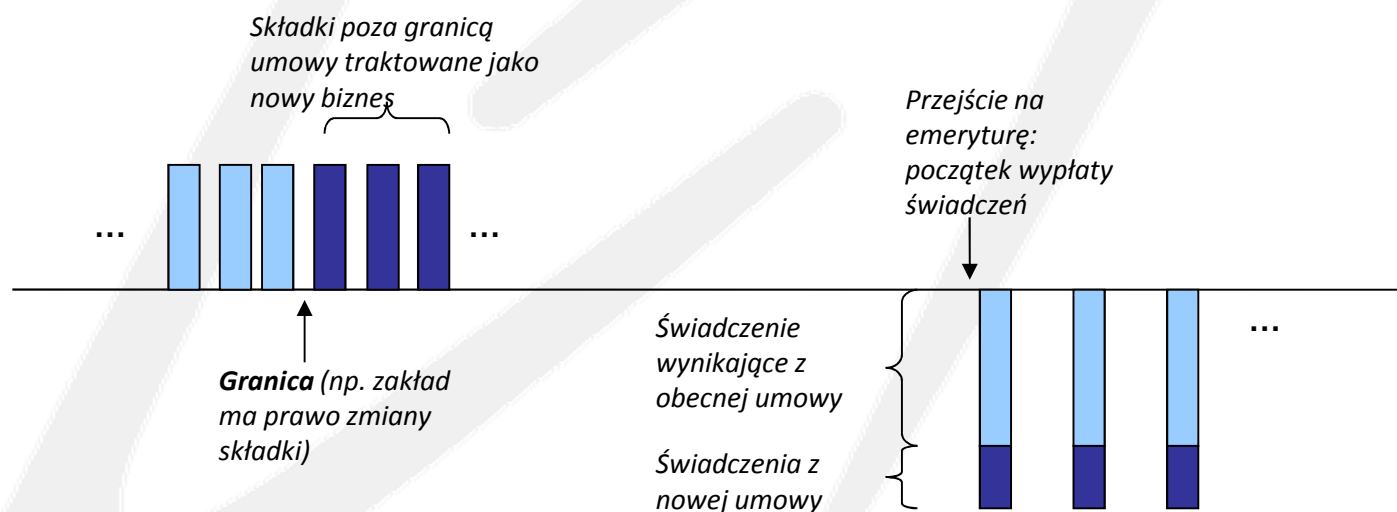 Składki poza granicą
umowy traktowane jako
nowy biznes
Przejście na
emeryturę:
początek wypłaty
świadczeń
...
...
Granica (np. zakład
ma prawo zmiany
składki)
Świadczenie
wynikające z
obecnej umowy
...
Świadczenia z
nowej umowy